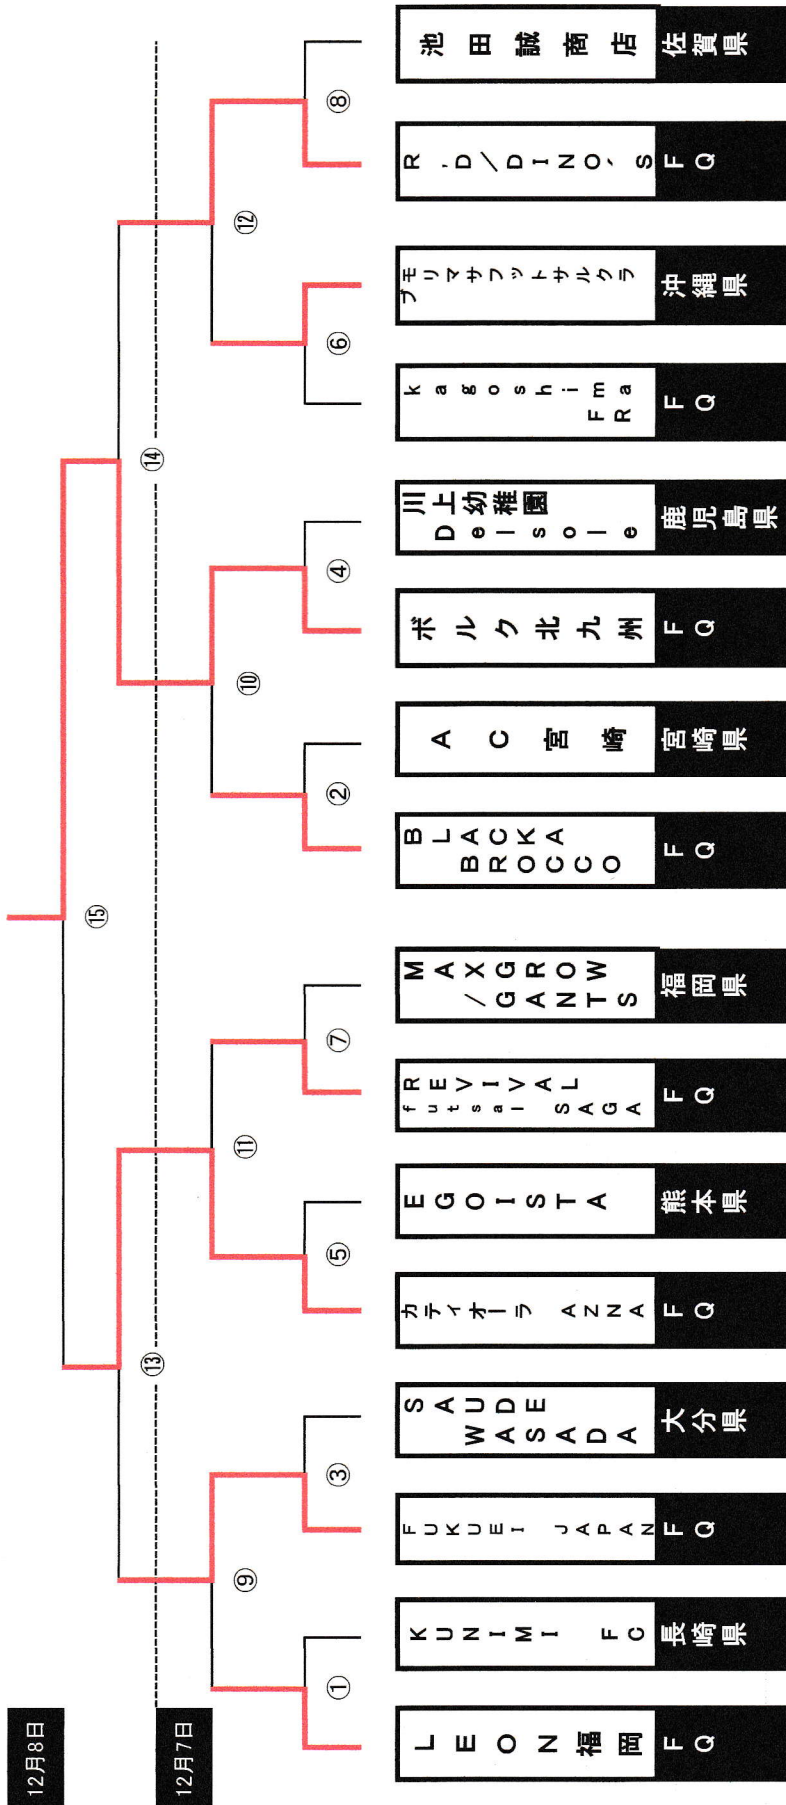 12月8日
12月7日
⑮
⑬
⑭
⑨
⑪
⑩
⑫
①
③
⑤
⑦
②
④
⑥
⑧
LEON福岡
FQ
KUNIMI FC
長崎県
FUKUEI JAPAN
FQ
SAUDE
WASADA
大分県
カティオーラ AZNA
FQ
EGOISTA
熊本県
REVIVAL
futsal SAGA
FQ
MAXGROW
/GANTS
福岡県
BLACKA
BROCCO
FQ
AC宮崎
宮崎県
ボルク北九州
FQ
川上幼稚園
Delsole
鹿児島県
kagoshima
FRa
FQ
モリマサフットサルクラ
ブ
沖縄県
R.D/DINO,S
FQ
池田誠商店
佐賀県